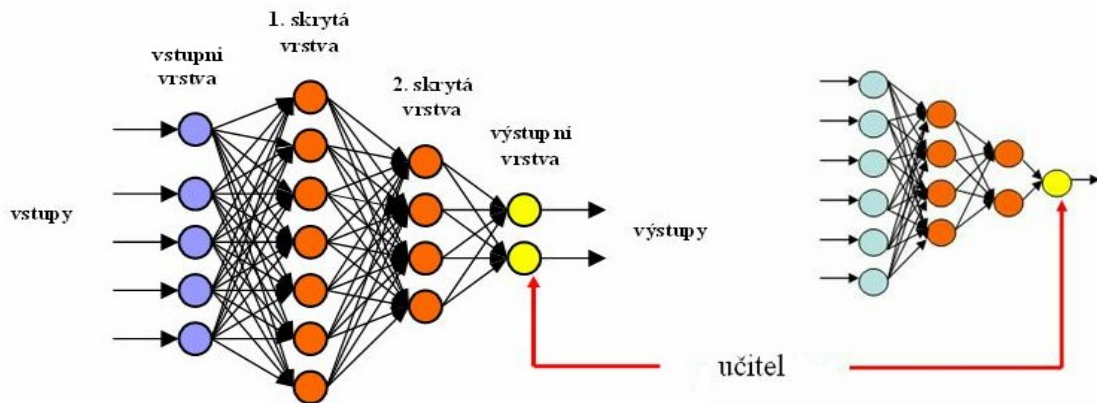 1. skrytá
vrstva
vstupní
vrstva
2. skrytá
vrstva
výstupní
vrstva
vstupy
výstupy
učitel